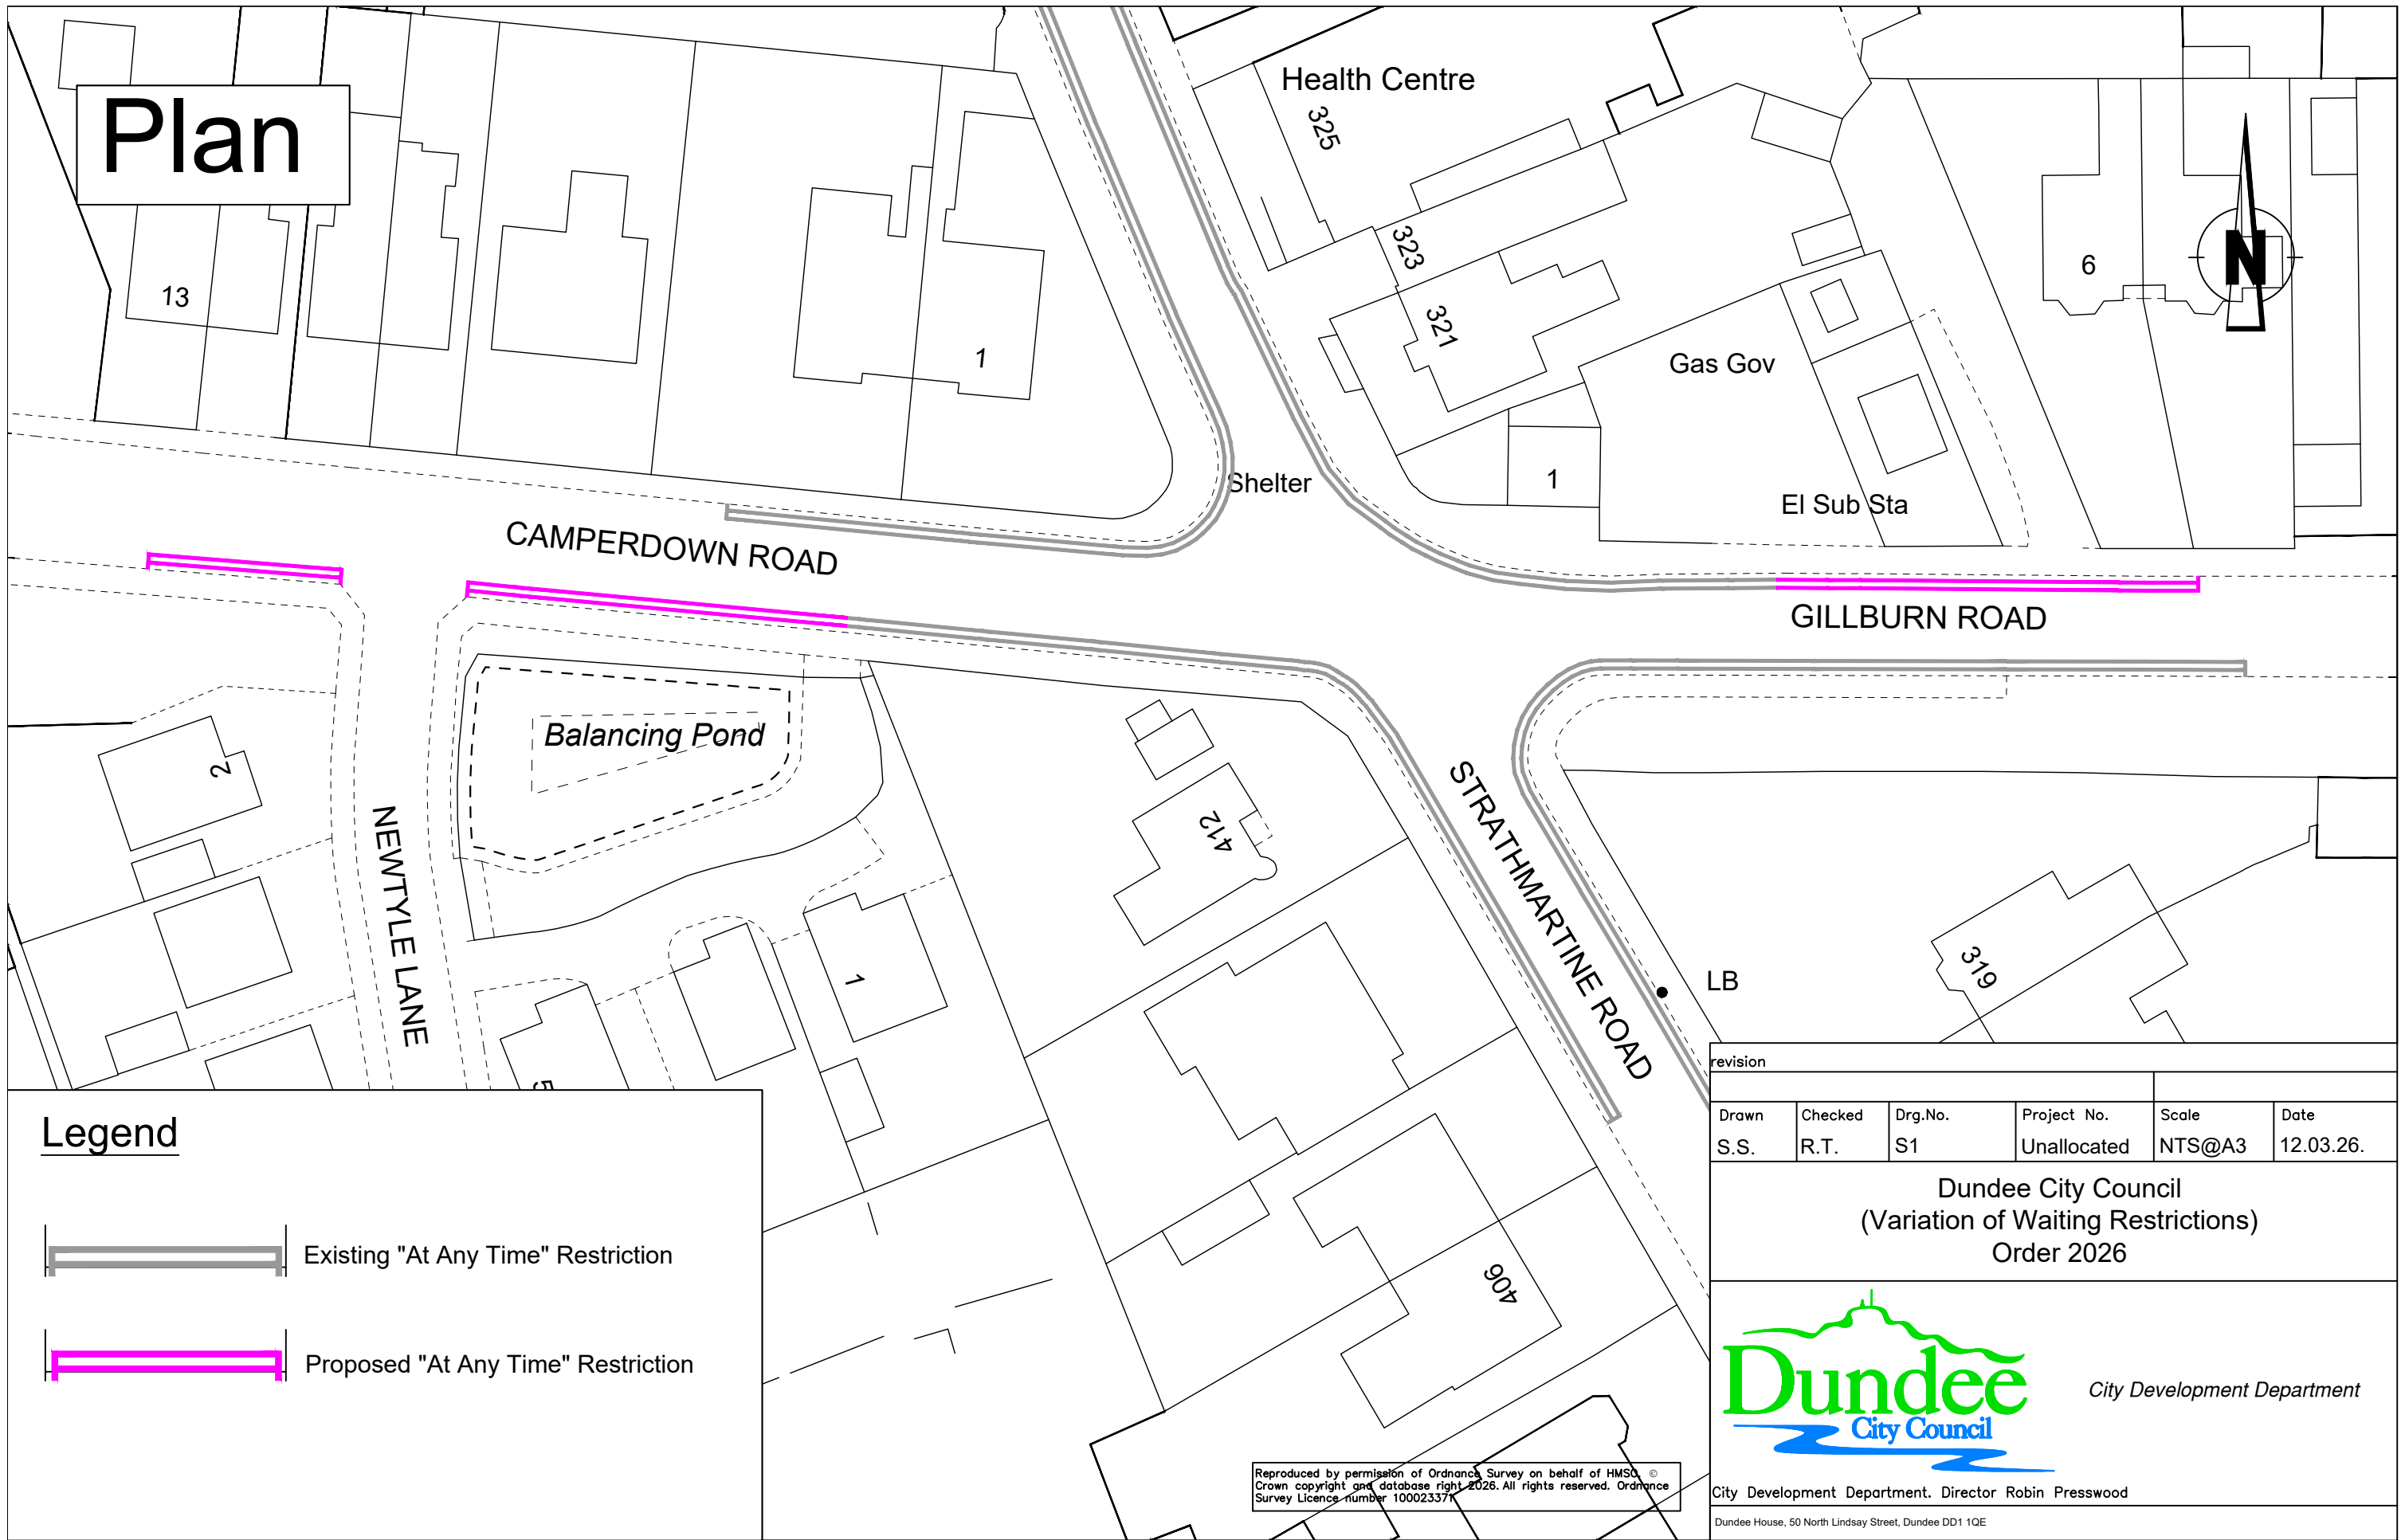 Plan
Health Centre
325
323
321
13
1
6
N
Gas Gov
Shelter
1
El Sub Sta
CAMPERDOWN ROAD
GILLBURN ROAD
Balancing Pond
2
412
NEWTYLE LANE
STRATHMARTINE ROAD
1
319
LB
5
406
Legend
Existing "At Any Time" Restriction
Proposed "At Any Time" Restriction
revision
Drawn Checked Drg.No. Project No. Scale Date
S.S. R.T. S1 Unallocated NTS@A3 12.03.26.
Dundee City Council
(Variation of Waiting Restrictions)
Order 2026
Dundee
City Council
City Development Department
City Development Department. Director Robin Presswood
Dundee House, 50 North Lindsay Street, Dundee DD1 1QE
Reproduced by permission of Ordnance Survey on behalf of HMSO. ©
Crown copyright and database right 2026. All rights reserved. Ordnance
Survey Licence number 100023371